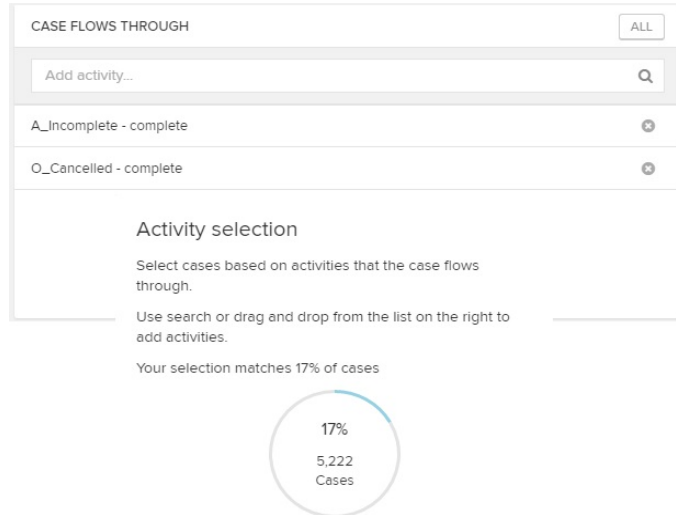 CASE FLOWS THROUGH
ALL
Add activity...
A_Incomplete - complete
O_Cancelled - complete
Activity selection
Select cases based on activities that the case flows
through.
Use search or drag and drop from the list on the right to
add activities.
Your selection matches 17% of cases
17%
5,222
Cases